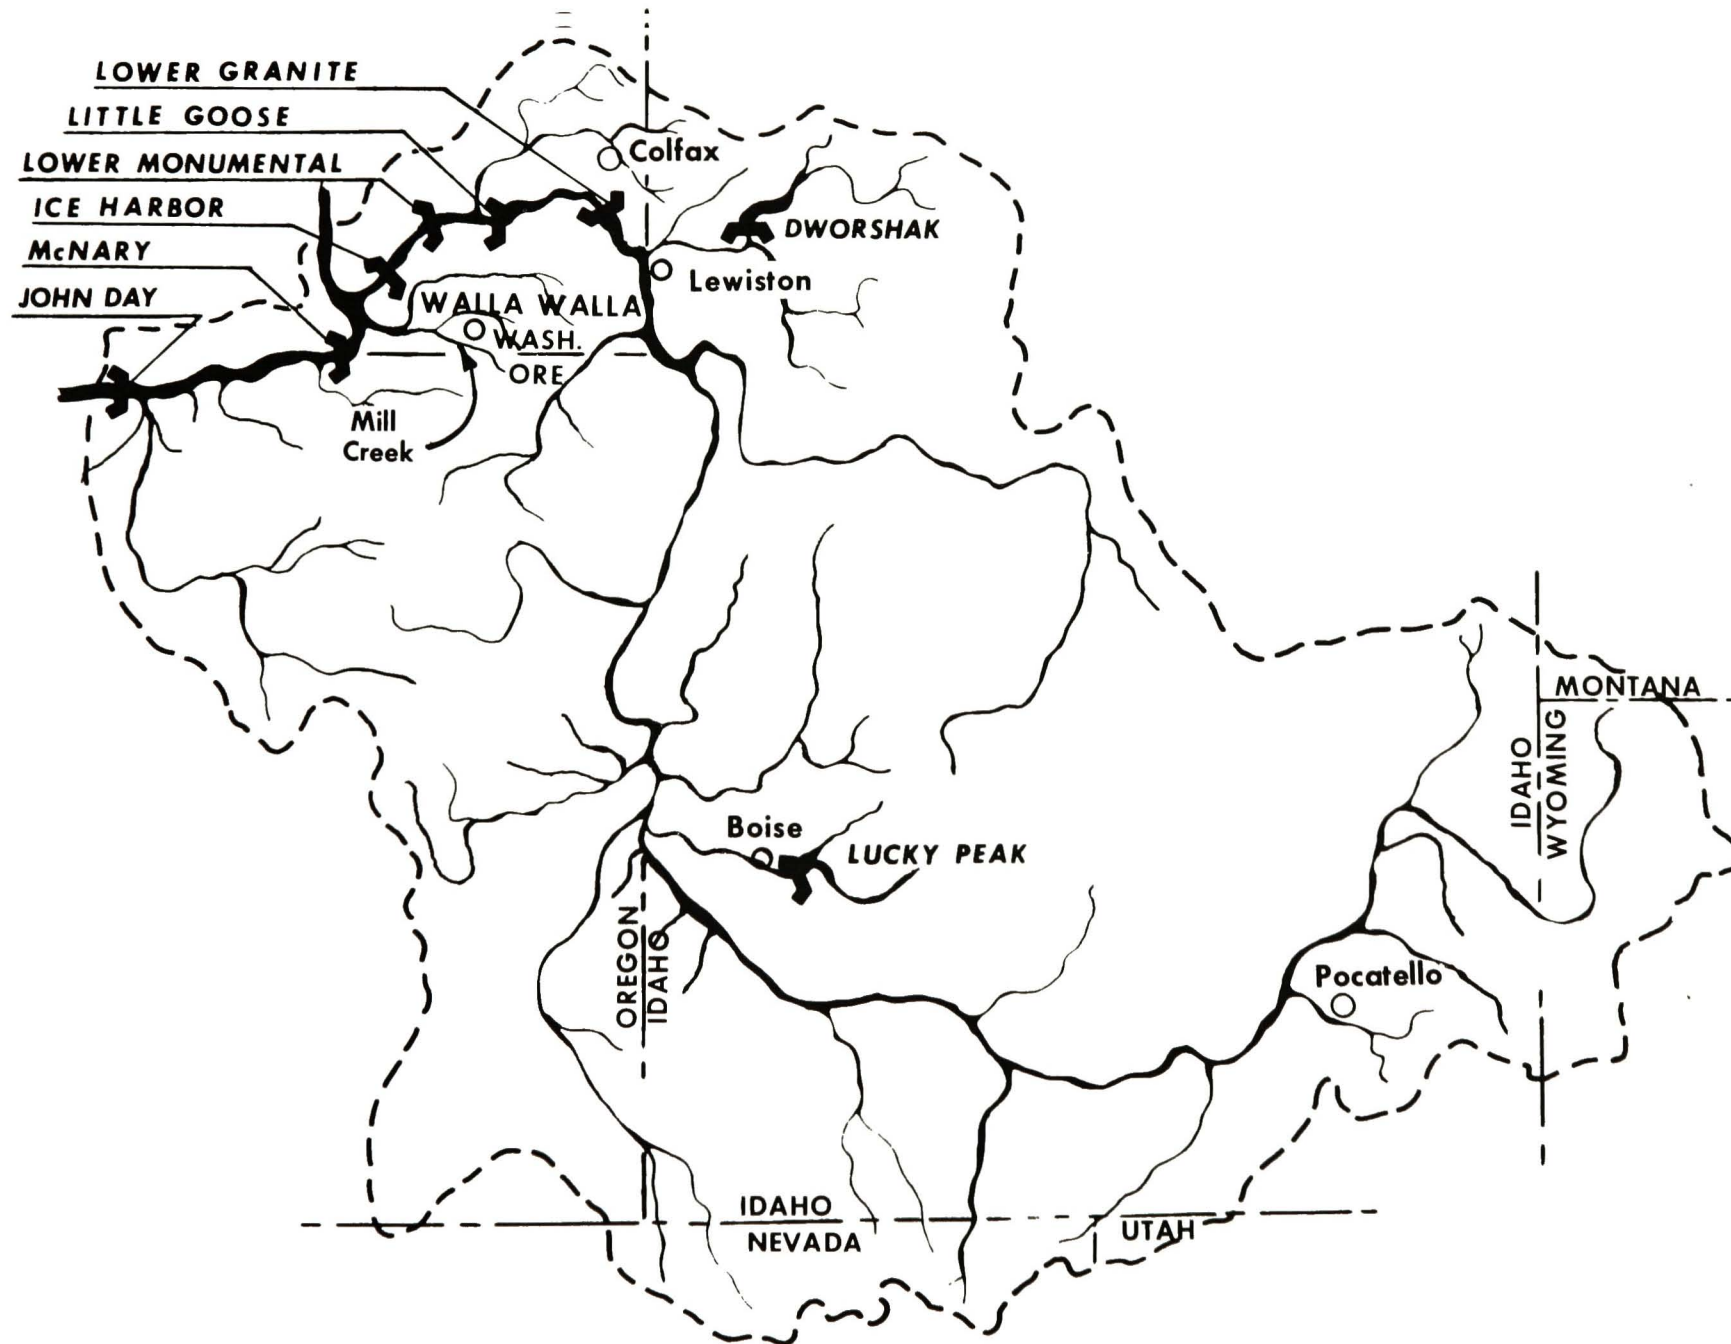 LOWER GRANITE
LITTLE GOOSE
LOWER MONUMENTAL
ICE HARBOR
McNARY
JOHN DAY
Colfax
DWORSHAK
Lewiston
WALLA WALLA
WASH.
ORE
Mill
Creek
MONTANA
IDAHO
WYOMING
Boise
LUCKY PEAK
OREGON
IDAHO
Pocatello
IDAHO
NEVADA
UTAH